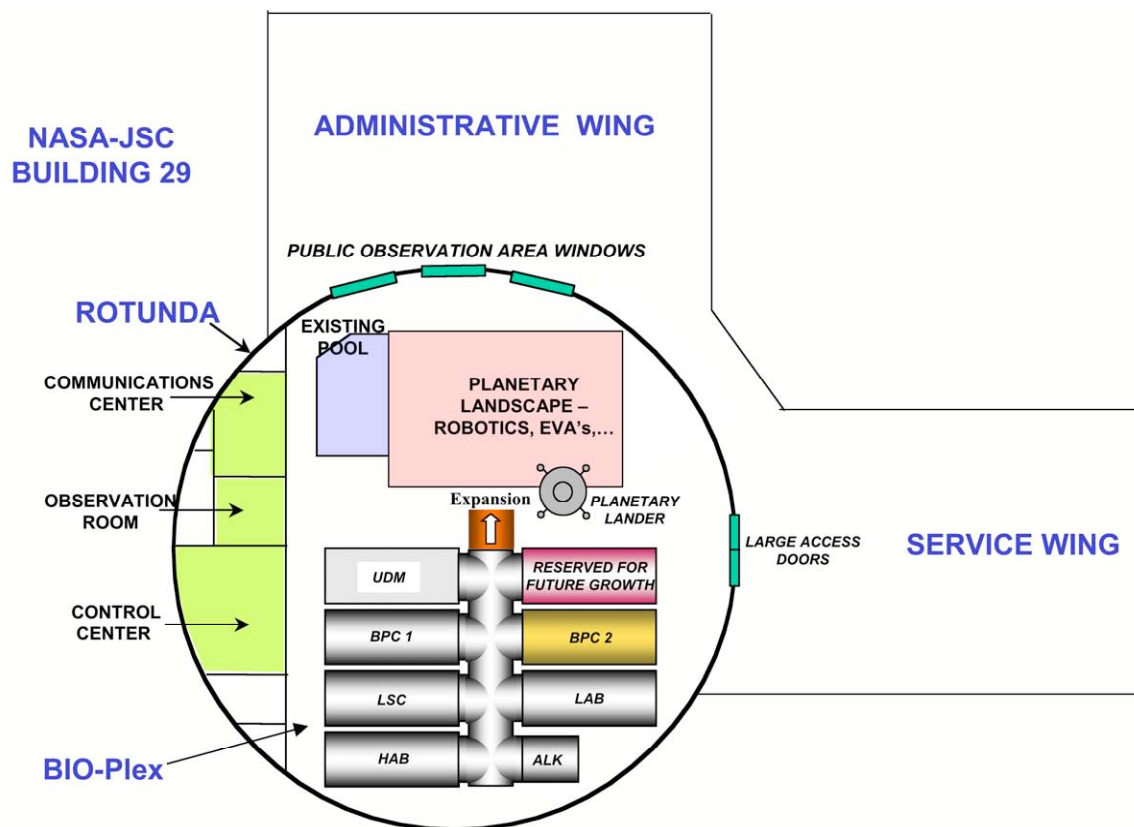 NASA-JSC
BUILDING 29
ADMINISTRATIVE WING
PUBLIC OBSERVATION AREA WINDOWS
ROTUNDA
EXISTING
POOL
COMMUNICATIONS
CENTER
PLANETARY
LANDSCAPE –
ROBOTICS, EVA's,...
OBSERVATION
ROOM
Expansion
PLANETARY
LANDER
LARGE ACCESS
DOORS
SERVICE WING
UDM
RESERVED FOR
FUTURE GROWTH
CONTROL
CENTER
BPC 1
BPC 2
LSC
LAB
BIO-Plex
HAB
ALK